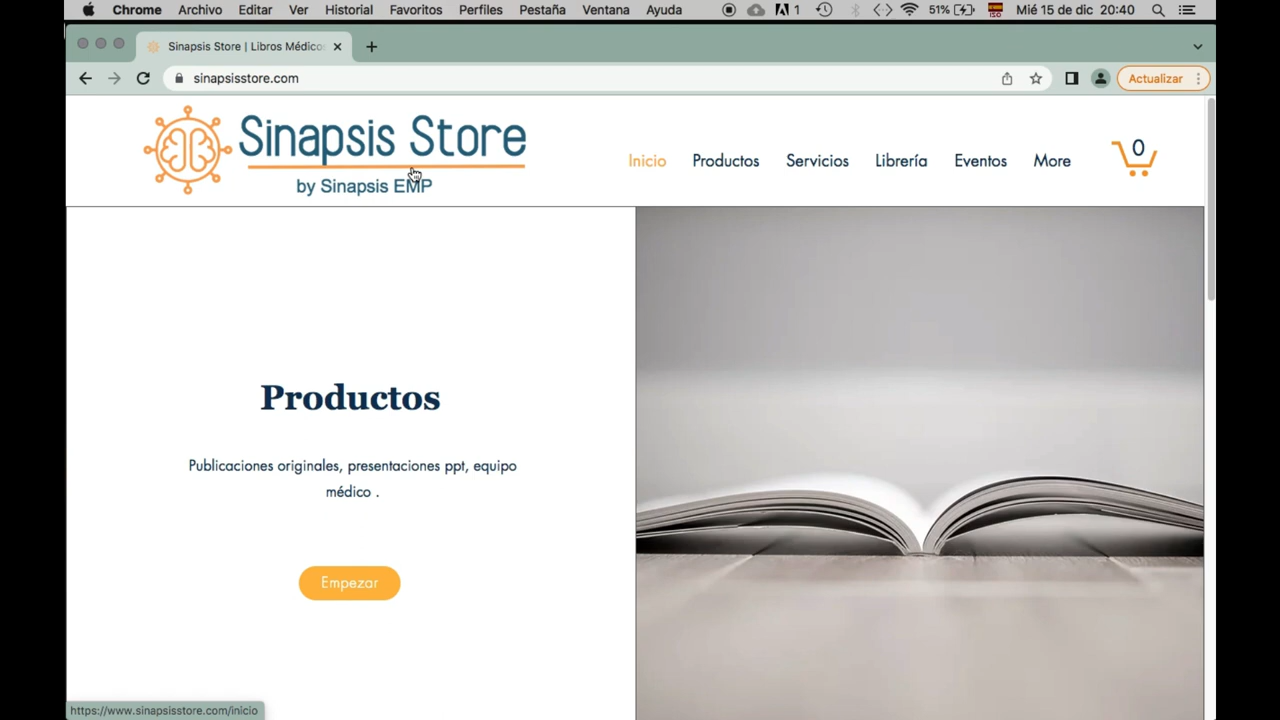 Chrome Archivo Editar Ver Historial Favoritos Perfiles Pestaña Ventana Ayuda 1 51% ISO Mié 15 de dic 20:40
Sinapsis Store | Libros Médico
sinapsisstore.com Actualizar
Sinapsis Store
by Sinapsis EMP
Inicio Productos Servicios Librería Eventos More 0
Productos
Publicaciones originales, presentaciones ppt, equipo
médico .
Empezar
https://www.sinapsisstore.com/inicio